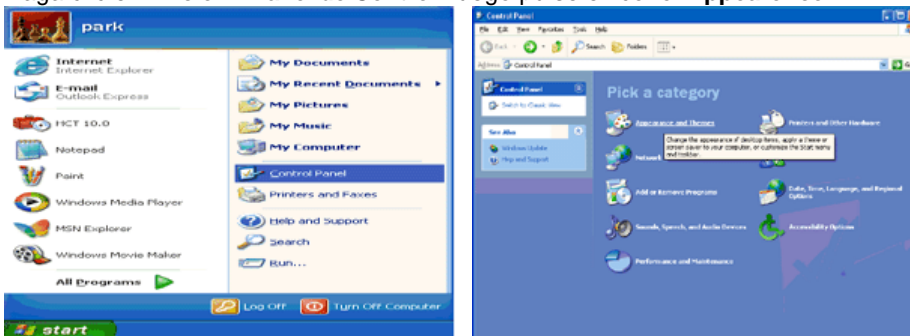 park
Internet
Internet Explorer
E-mail
Outlook Express
HCT 10.0
Notepad
Paint
Windows Media Player
MSN Explorer
Windows Movie Maker
All Programs
My Documents
My Recent Documents
My Pictures
My Music
My Computer
Control Panel
Printers and Faxes
Help and Support
Search
Run...
Log Off
Turn Off Computer
start
Control Panel
File Edit View Favorites Tools Help
Back
Search
Folders
Address
Control Panel
Control Panel
Switch to Classic View
See Also
Windows Update
Help and Support
Pick a category
Appearance and Themes
Printers and Other Hardware
Change the appearance of desktop items, apply a theme or
screen saver to your computer, or customize the Start menu
and taskbar.
Network
Add or Remove Programs
Date, Time, Language, and Regional
Options
Sounds, Speech, and Audio Devices
Accessibility Options
Performance and Maintenance